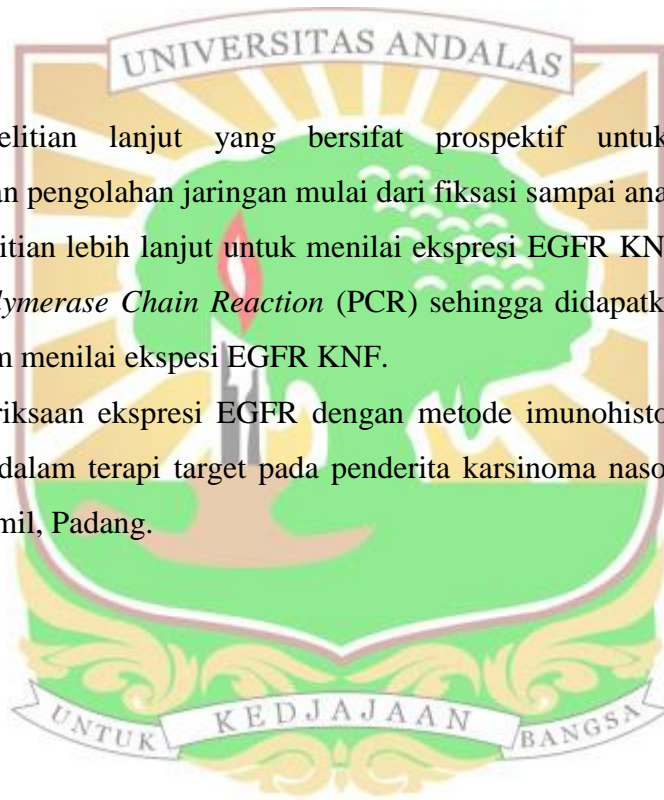 UNIVERSITAS ANDALAS
elitian lanjut yang bersifat prospektif untuk
an pengolahan jaringan mulai dari fiksasi sampai ana
itian lebih lanjut untuk menilai ekspresi EGFR KN
lymerase Chain Reaction (PCR) sehingga didapatk
m menilai ekspesi EGFR KNF.
riksaan ekspresi EGFR dengan metode imunohisto
dalam terapi target pada penderita karsinoma naso
mil, Padang.
UNTUK KEDJAJAAN BANGSA